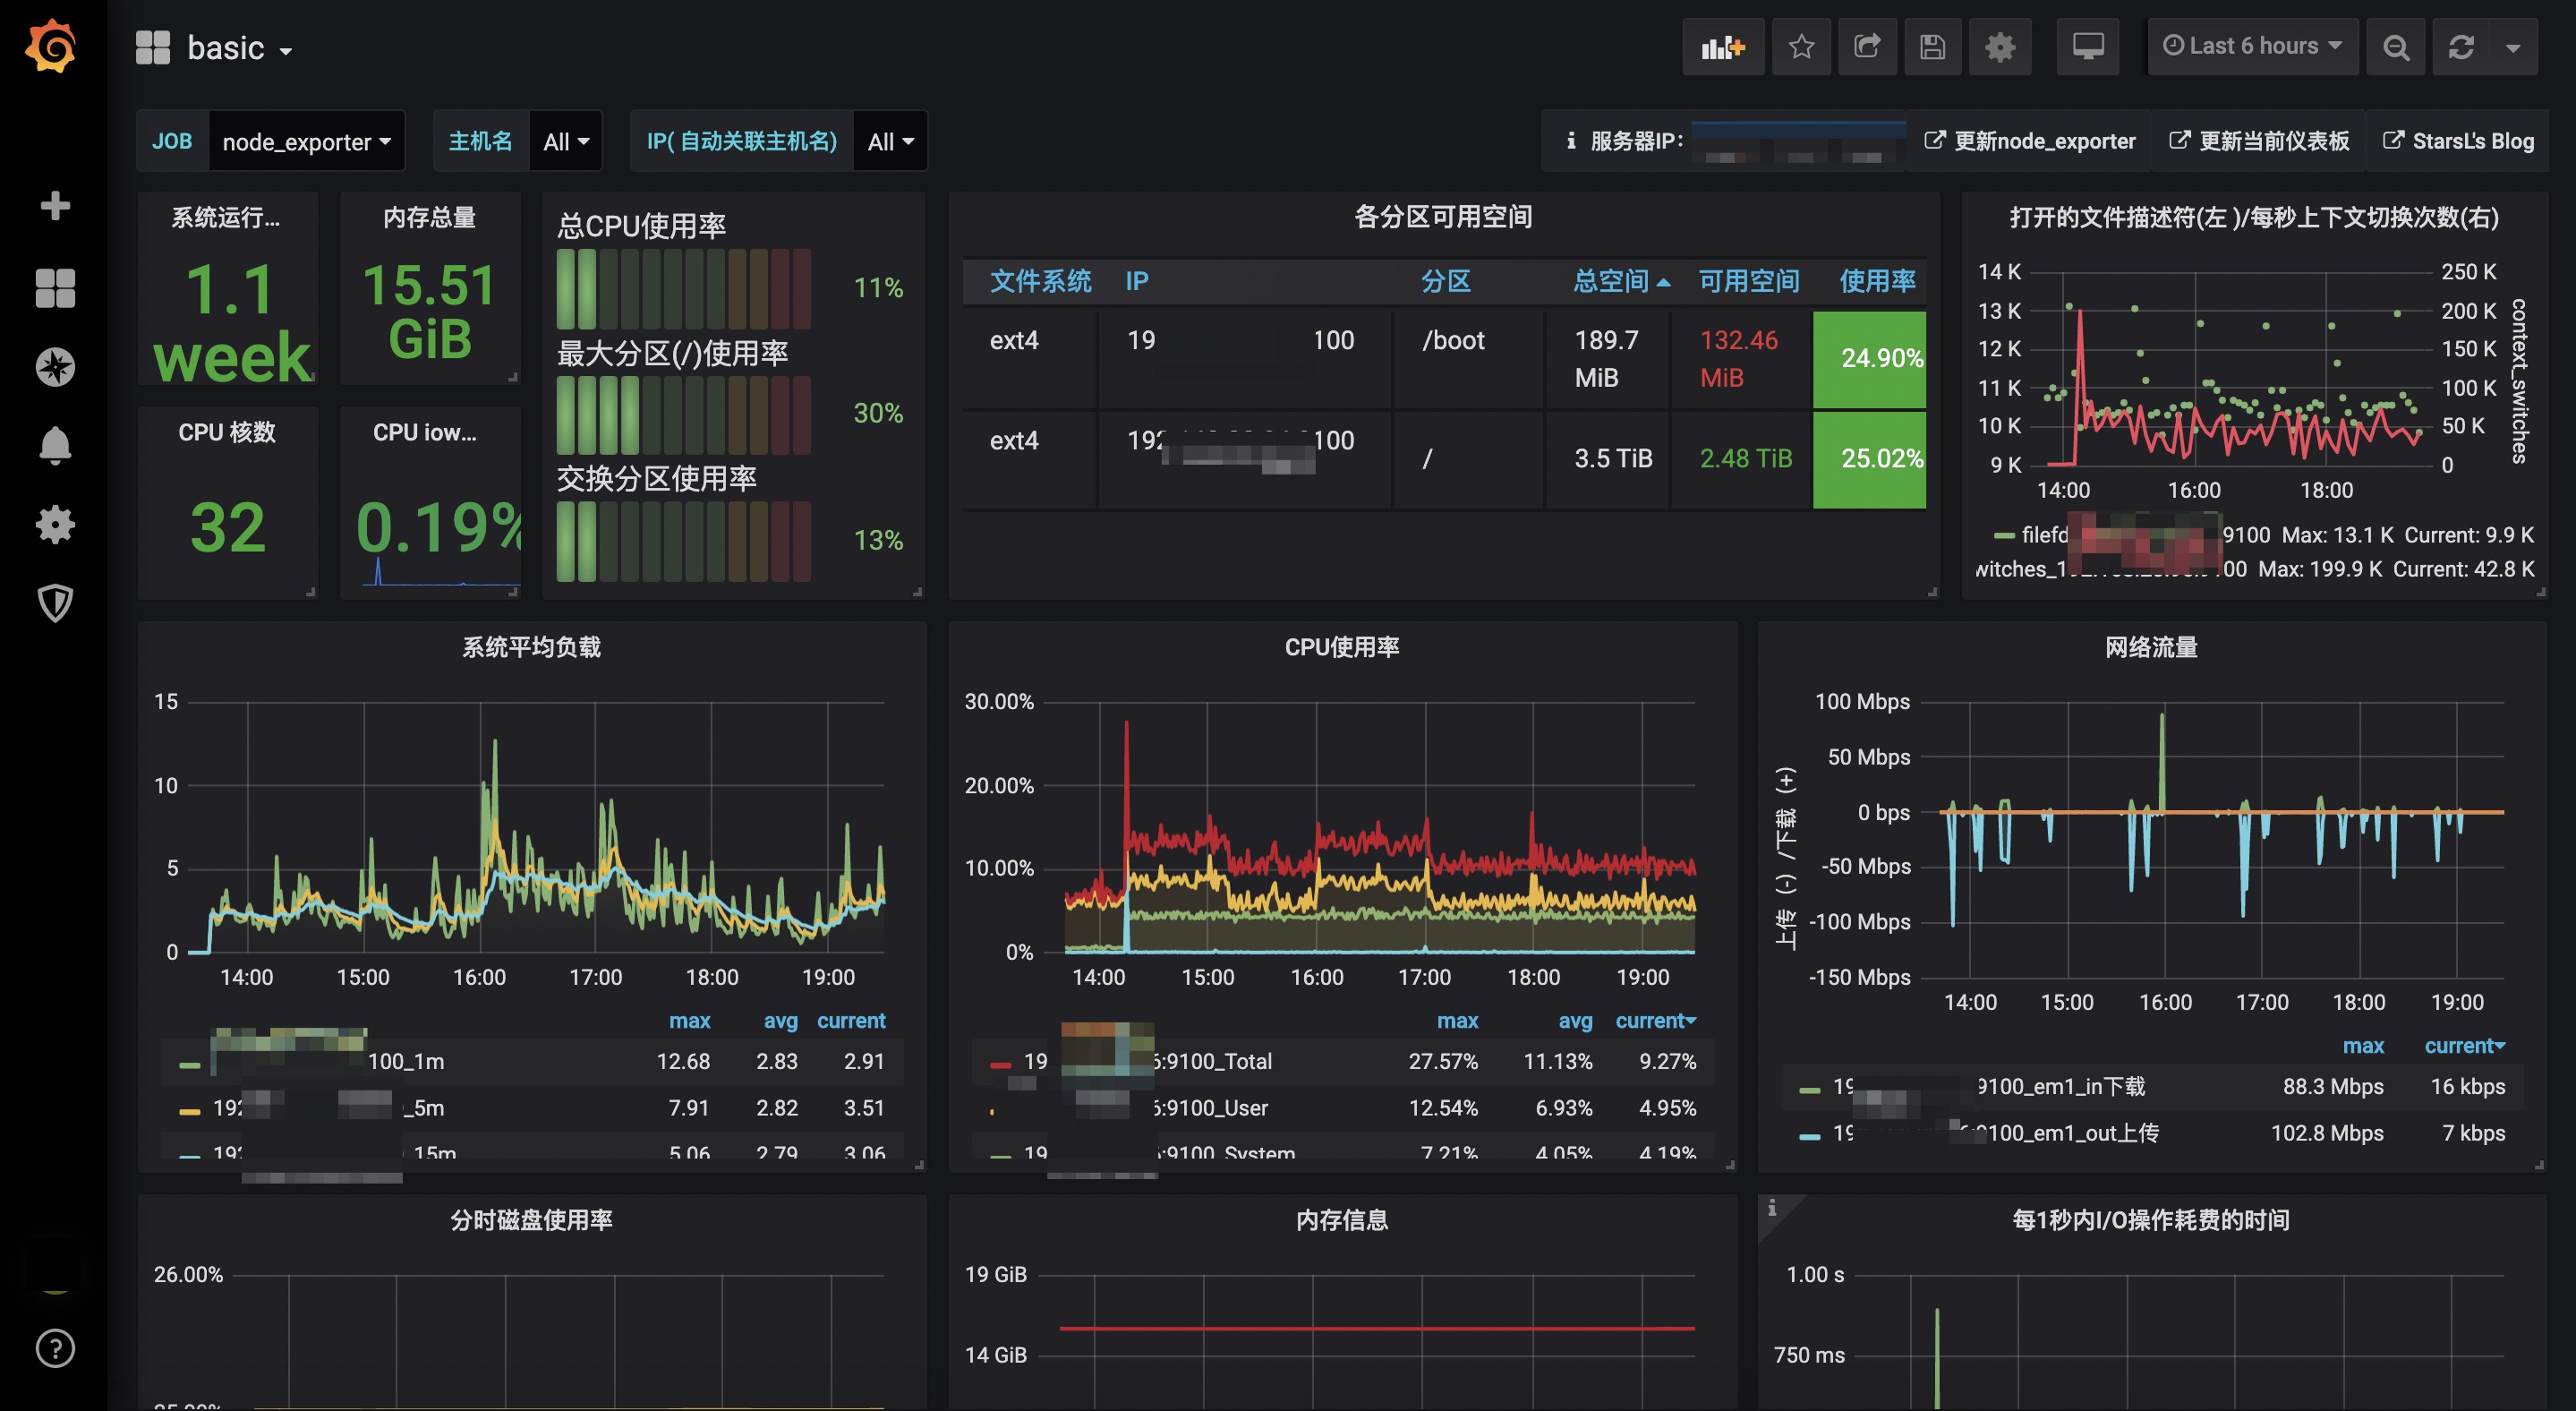 basic
Last 6 hours
JOB node_exporter
主机名 All
IP( 自动关联主机名) All
服务器IP:
更新node_exporter
更新当前仪表板
StarsL's Blog
系统运行...
1.1
week
内存总量
15.51
GiB
CPU 核数
32
CPU iow...
0.19%
总CPU使用率
11%
最大分区(/)使用率
30%
交换分区使用率
13%
各分区可用空间
文件系统 IP 分区 总空间 可用空间 使用率
ext4 19 100 /boot 189.7 MiB 132.46 MiB 24.90%
ext4 192 100 / 3.5 TiB 2.48 TiB 25.02%
打开的文件描述符(左 )/每秒上下文切换次数(右)
14 K 250 K
13 K 200 K
12 K 150 K
11 K 100 K
10 K 50 K
9 K 0
context_switches
14:00 16:00 18:00
filefd 9100 Max: 13.1 K Current: 9.9 K
witches_1 00 Max: 199.9 K Current: 42.8 K
系统平均负载
15
10
5
0
14:00 15:00 16:00 17:00 18:00 19:00
max avg current
100_1m 12.68 2.83 2.91
192 _5m 7.91 2.82 3.51
192 15m 5.06 2.79 3.06
CPU使用率
30.00%
20.00%
10.00%
0%
14:00 15:00 16:00 17:00 18:00 19:00
max avg current
19 6:9100_Total 27.57% 11.13% 9.27%
6:9100_User 12.54% 6.93% 4.95%
19 :9100_System 7.21% 4.05% 4.19%
网络流量
上传 (-) /下载 (+)
100 Mbps
50 Mbps
0 bps
-50 Mbps
-100 Mbps
-150 Mbps
14:00 15:00 16:00 17:00 18:00 19:00
max current
19 9100_em1_in下载 88.3 Mbps 16 kbps
19 9100_em1_out上传 102.8 Mbps 7 kbps
分时磁盘使用率
26.00%
内存信息
19 GiB
14 GiB
每1秒内I/O操作耗费的时间
1.00 s
750 ms